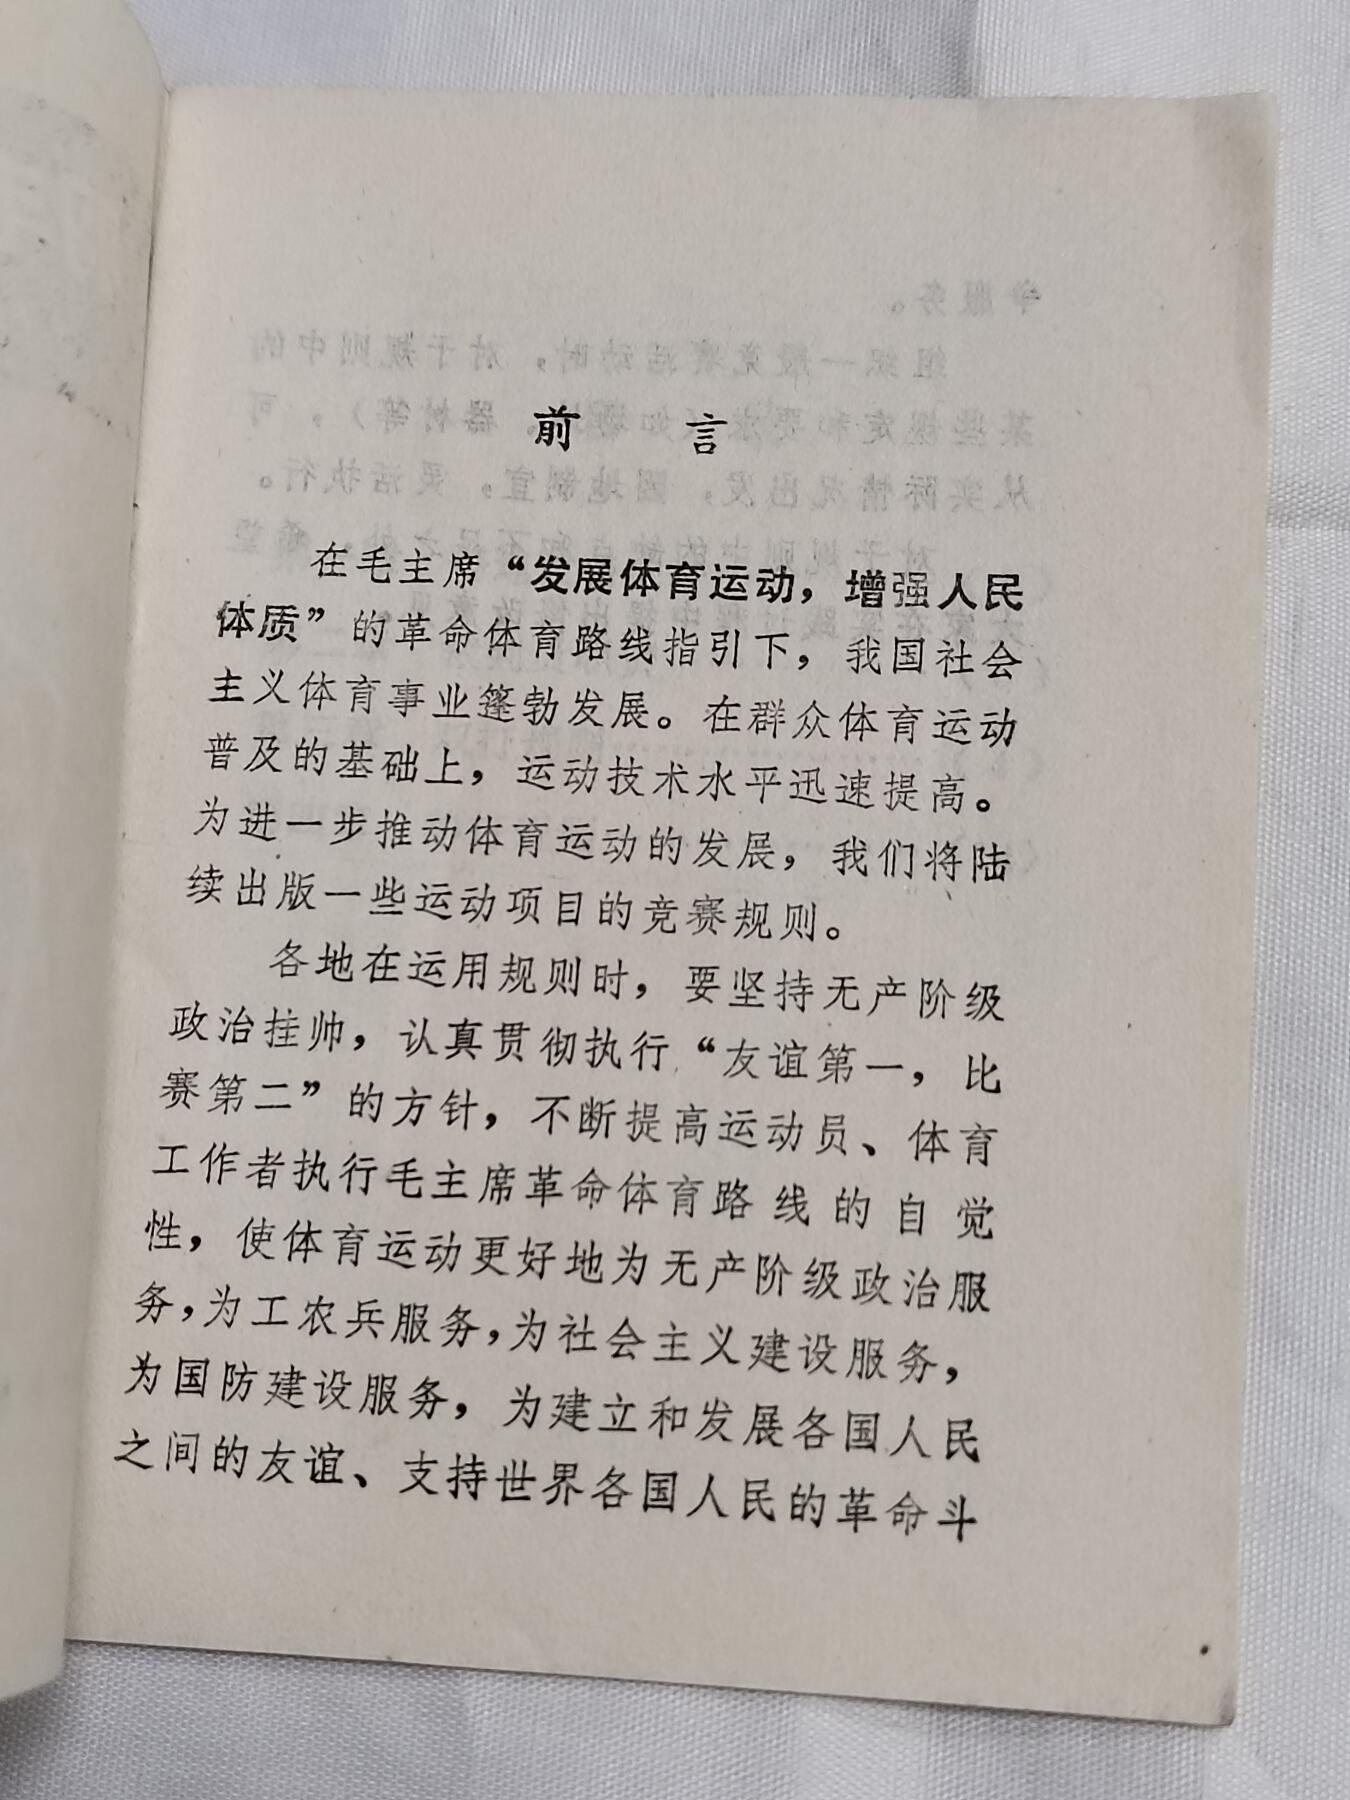 前言
在毛主席“发展体育运动，增强人民
体质”的革命体育路线指引下，我国社会
主义体育事业蓬勃发展。在群众体育运动
普及的基础上，运动技术水平迅速提高。
为进一步推动体育运动的发展，我们将陆
续出版一些运动项目的竞赛规则。
各地在运用规则时，要坚持无产阶级
政治挂帅，认真贯彻执行“友谊第一，比
赛第二”的方针，不断提高运动员、体育
工作者执行毛主席革命体育路线的自觉
性，使体育运动更好地为无产阶级政治服
务，为工农兵服务，为社会主义建设服务，
为国防建设服务，为建立和发展各国人民
之间的友谊、支持世界各国人民的革命斗